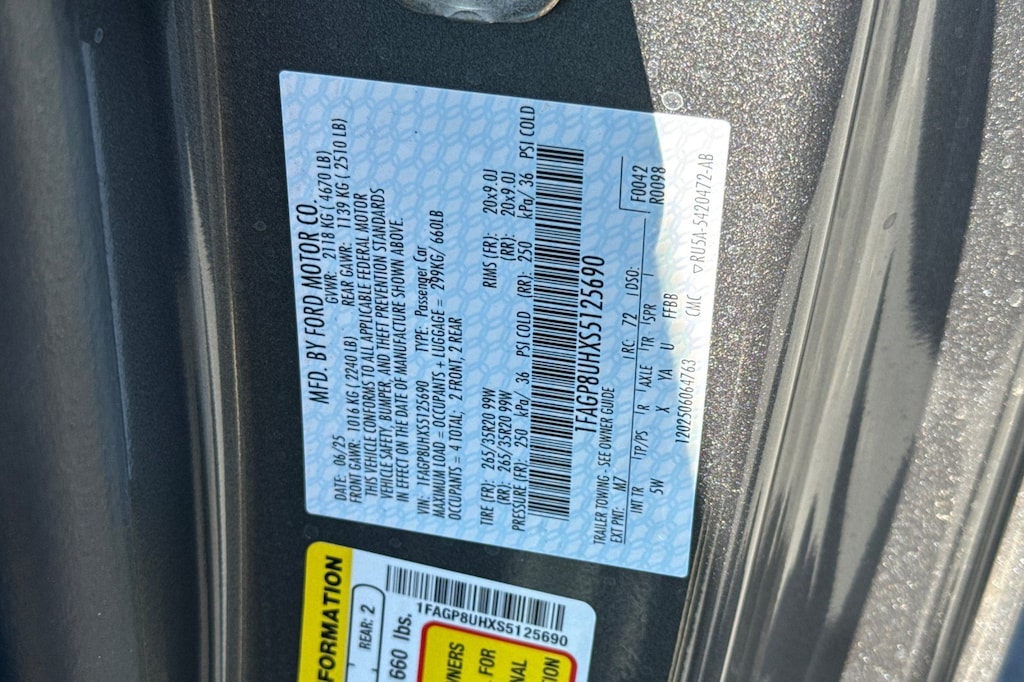 MFD. BY FORD MOTOR CO.
DATE: 06/25 GVWR: 2118 KG ( 4670 LB)
FRONT GAWR: 1016 KG ( 2240 LB) REAR GAWR: 1139 KG ( 2510 LB)
THIS VEHICLE CONFORMS TO ALL APPLICABLE FEDERAL MOTOR
VEHICLE SAFETY, BUMPER, AND THEFT PREVENTION STANDARDS
IN EFFECT ON THE DATE OF MANUFACTURE SHOWN ABOVE.
VIN: 1FAGP8UHXS5125690 TYPE: Passenger Car
MAXIMUM LOAD = OCCUPANTS + LUGGAGE = 299KG/ 660LB
OCCUPANTS = 4 TOTAL; 2 FRONT, 2 REAR
TIRE (FR): 265/35R20 99W RIMS (FR): 20x9.0J
(RR): 265/35R20 99W (RR): 20x9.0J
PRESSURE (FR): 250 kPa/ 36 PSI COLD (RR): 250 kPa/ 36 PSI COLD
1FAGP8UHXS5125690
TRAILER TOWING - SEE OWNER GUIDE
EXT PNT: M7 RC: 72 DSO: F0042
INT TR TP/PS R AXLE TR SPR R0098
5W X YA U FFBB
1202506064763 CMC ▽RU5A-5420472-AB
FORMATION
REAR: 2
660 lbs.
1FAGP8UHXS5125690
WNERS
FOR
NAL
TION